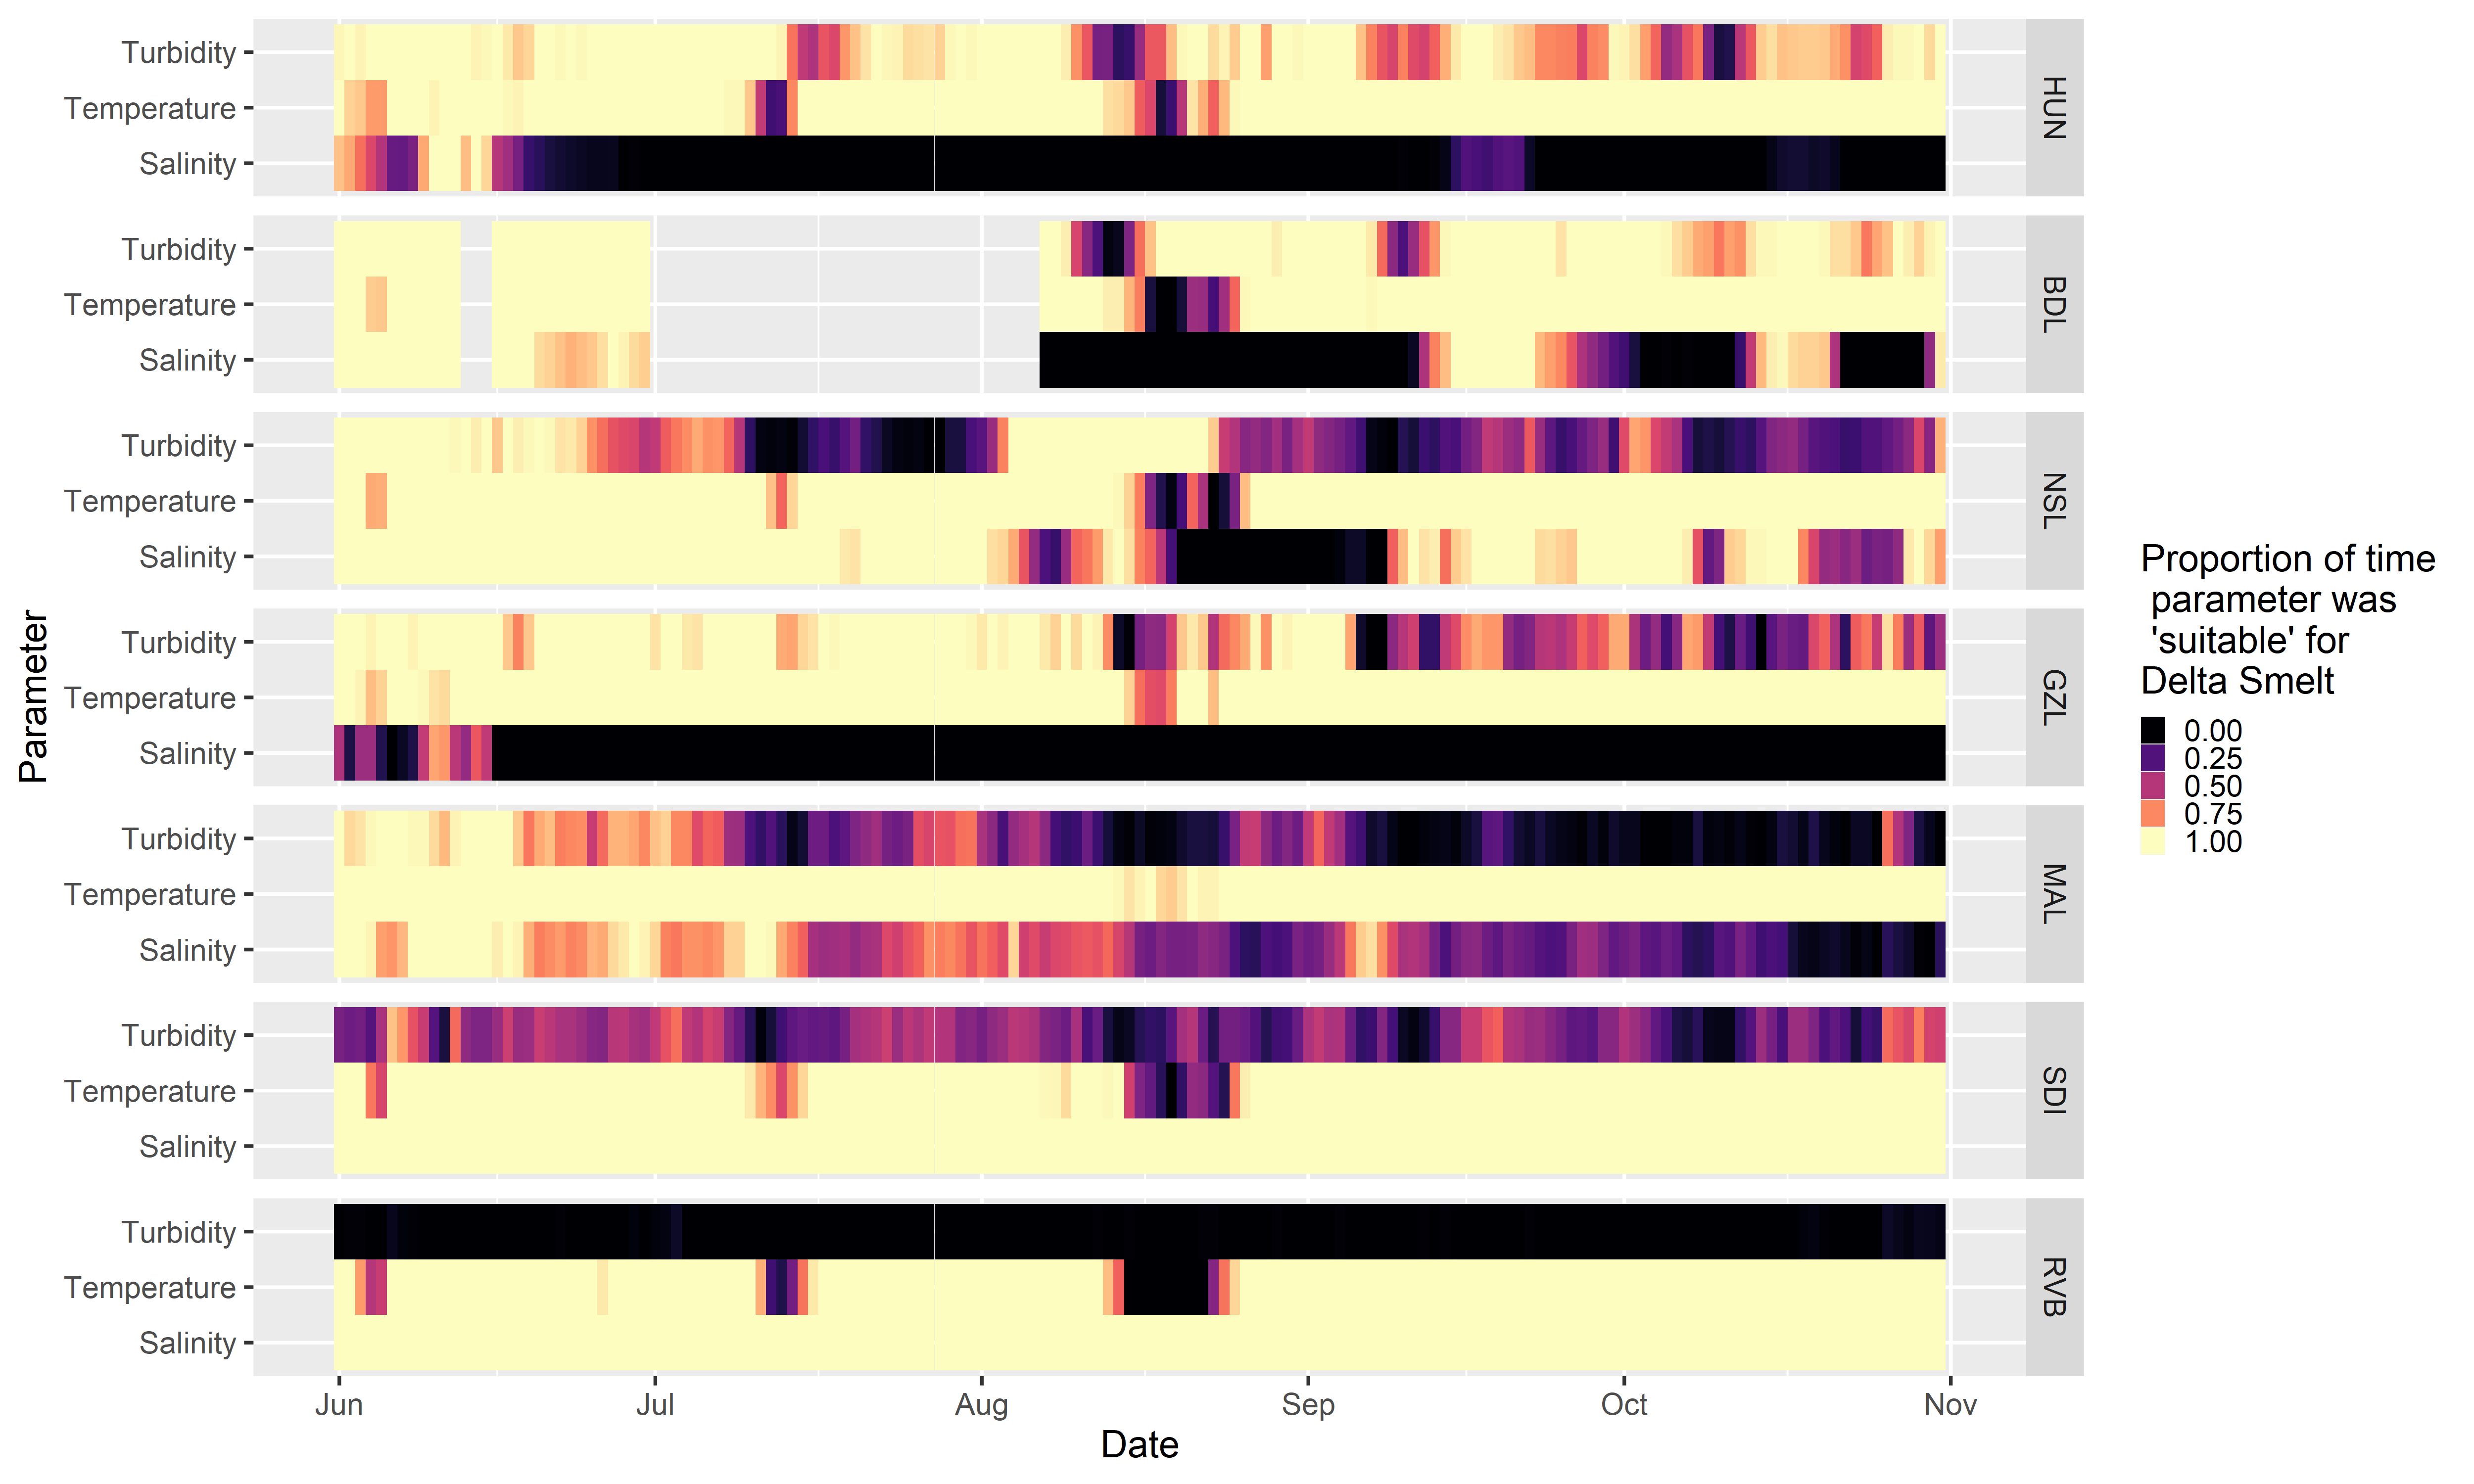 Parameter
Turbidity
Temperature
Salinity
HUN
Turbidity
Temperature
Salinity
BDL
Turbidity
Temperature
Salinity
NSL
Turbidity
Temperature
Salinity
GZL
Turbidity
Temperature
Salinity
MAL
Turbidity
Temperature
Salinity
SDI
Turbidity
Temperature
Salinity
RVB
Jun Jul Aug Sep Oct Nov
Date
Proportion of time
parameter was
'suitable' for
Delta Smelt
0.00
0.25
0.50
0.75
1.00